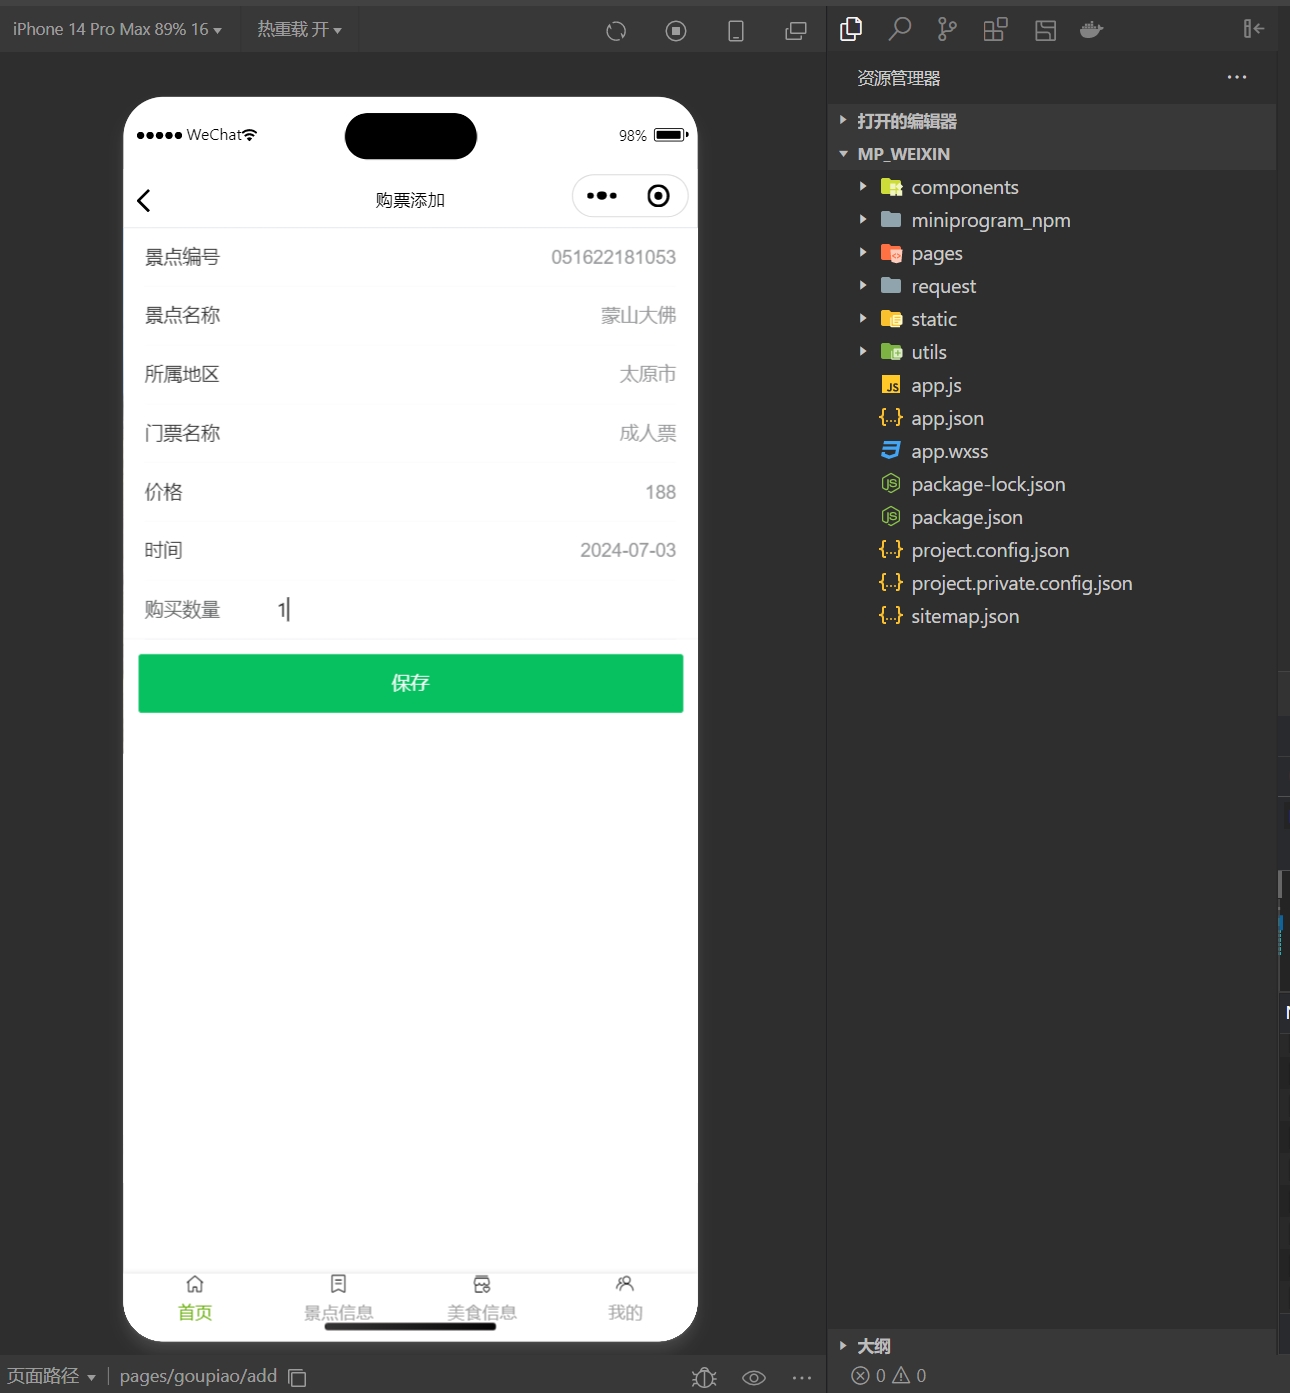 iPhone 14 Pro Max 89% 16
热重载 开
WeChat
98%
购票添加
景点编号 051622181053
景点名称 蒙山大佛
所属地区 太原市
门票名称 成人票
价格 188
时间 2024-07-03
购买数量 1
保存
首页 景点信息 美食信息 我的
页面路径 pages/goupiao/add
资源管理器
打开的编辑器
MP_WEIXIN
components
miniprogram_npm
pages
request
static
utils
app.js
app.json
app.wxss
package-lock.json
package.json
project.config.json
project.private.config.json
sitemap.json
大纲
0 0